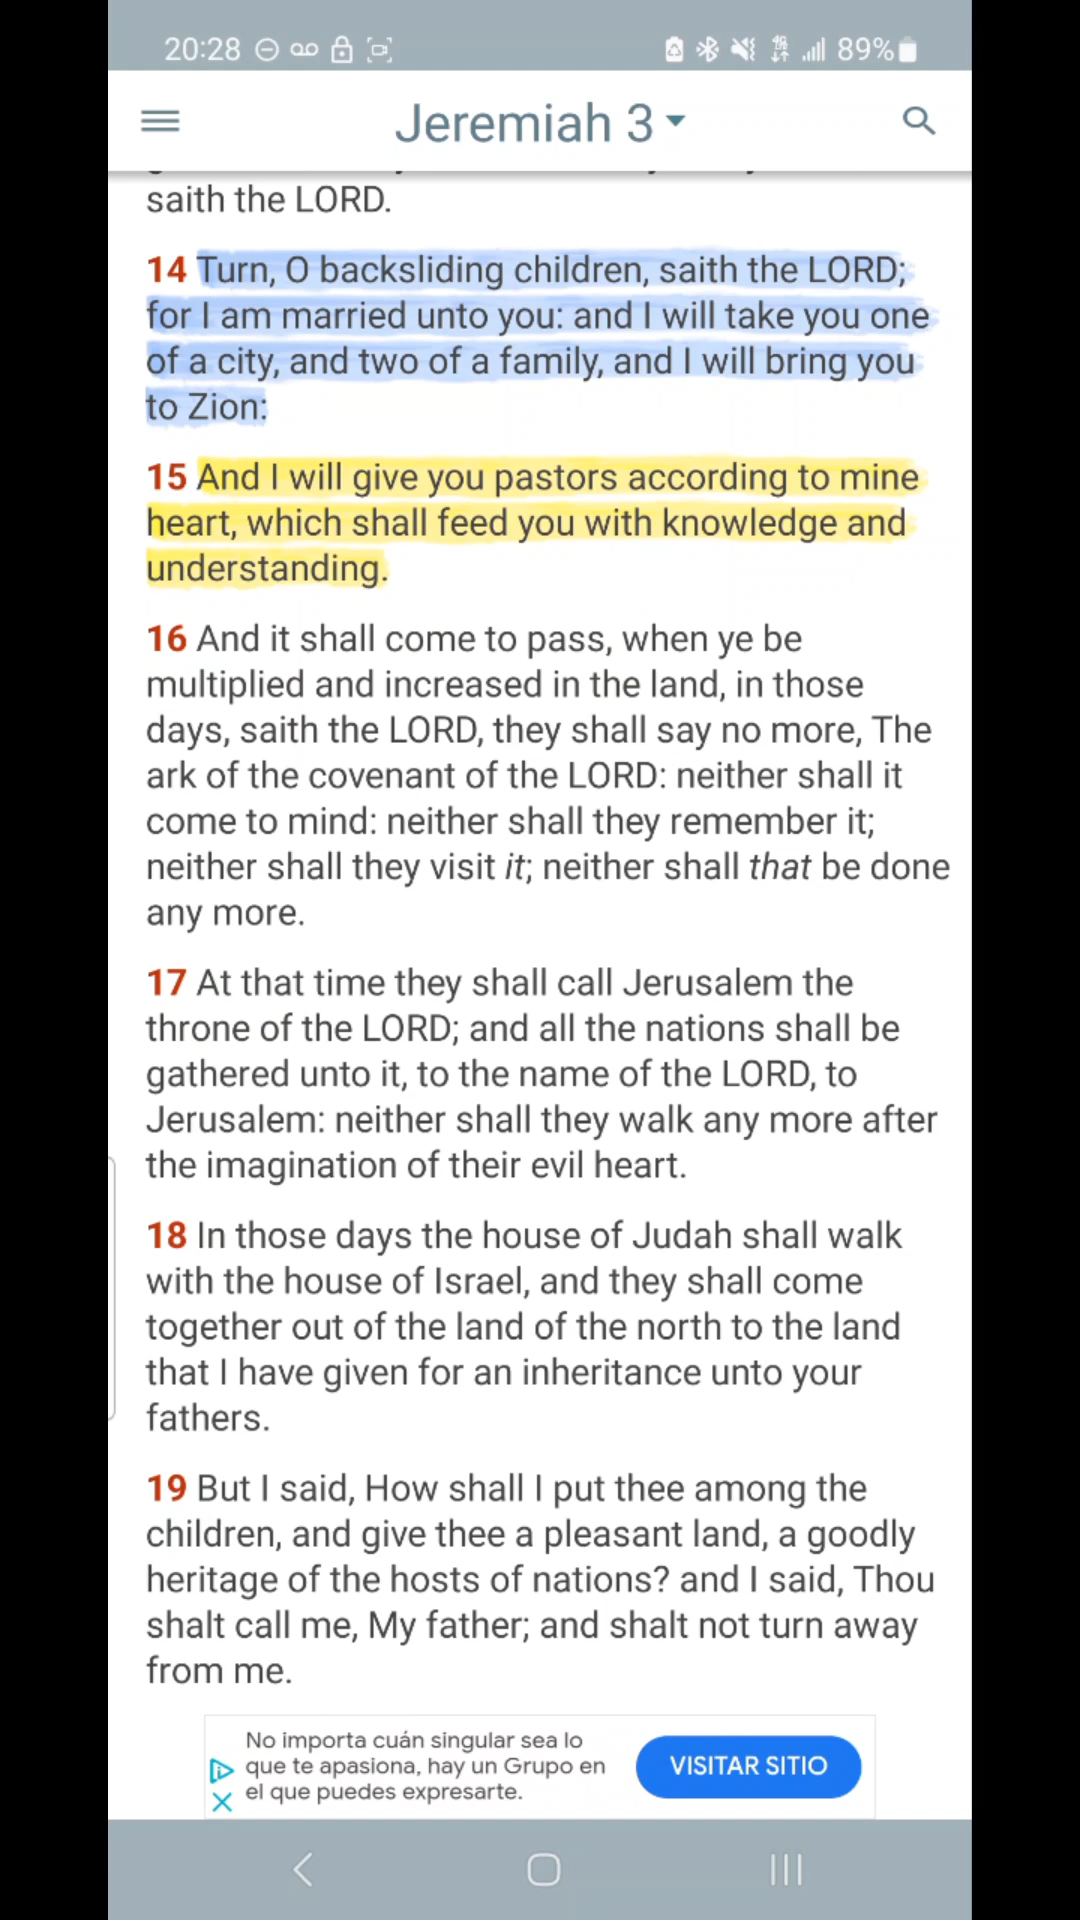 20:28
4G
89%
Jeremiah 3
saith the LORD.
14 Turn, O backsliding children, saith the LORD;
for I am married unto you: and I will take you one
of a city, and two of a family, and I will bring you
to Zion:
15 And I will give you pastors according to mine
heart, which shall feed you with knowledge and
understanding.
16 And it shall come to pass, when ye be
multiplied and increased in the land, in those
days, saith the LORD, they shall say no more, The
ark of the covenant of the LORD: neither shall it
come to mind: neither shall they remember it;
neither shall they visit it; neither shall that be done
any more.
17 At that time they shall call Jerusalem the
throne of the LORD; and all the nations shall be
gathered unto it, to the name of the LORD, to
Jerusalem: neither shall they walk any more after
the imagination of their evil heart.
18 In those days the house of Judah shall walk
with the house of Israel, and they shall come
together out of the land of the north to the land
that I have given for an inheritance unto your
fathers.
19 But I said, How shall I put thee among the
children, and give thee a pleasant land, a goodly
heritage of the hosts of nations? and I said, Thou
shalt call me, My father; and shalt not turn away
from me.
No importa cuán singular sea lo
que te apasiona, hay un Grupo en
el que puedes expresarte.
VISITAR SITIO